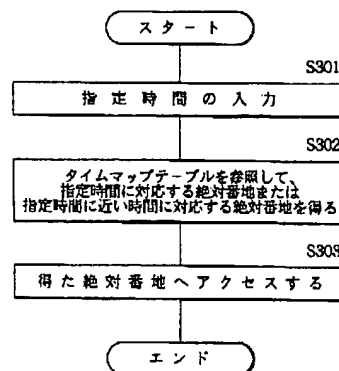 スタート
S301
指定時間の入力
S302
タイムマップテーブルを参照して、
指定時間に対応する絶対番地または
指定時間に近い時間に対応する絶対番地を得る
S303
得た絶対番地へアクセスする
エンド